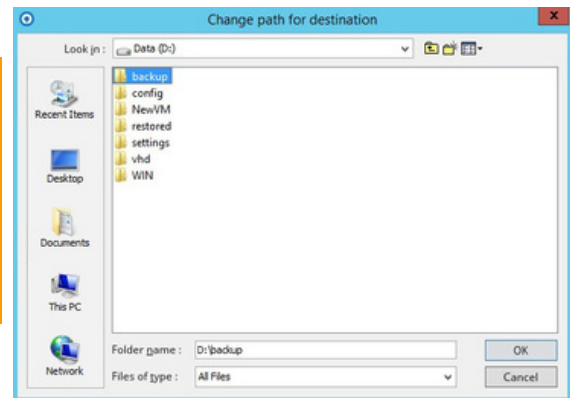 Change path for destination
x
Look in :
Data (D:)
backup
config
NewVM
restored
settings
vhd
WIN
Recent Items
Desktop
Documents
This PC
Network
Folder name :
D:\backup
OK
Files of type :
All Files
Cancel